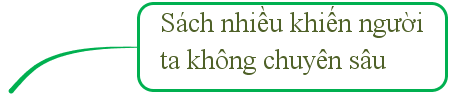 Sách nhiều khiến người
ta không chuyên sâu